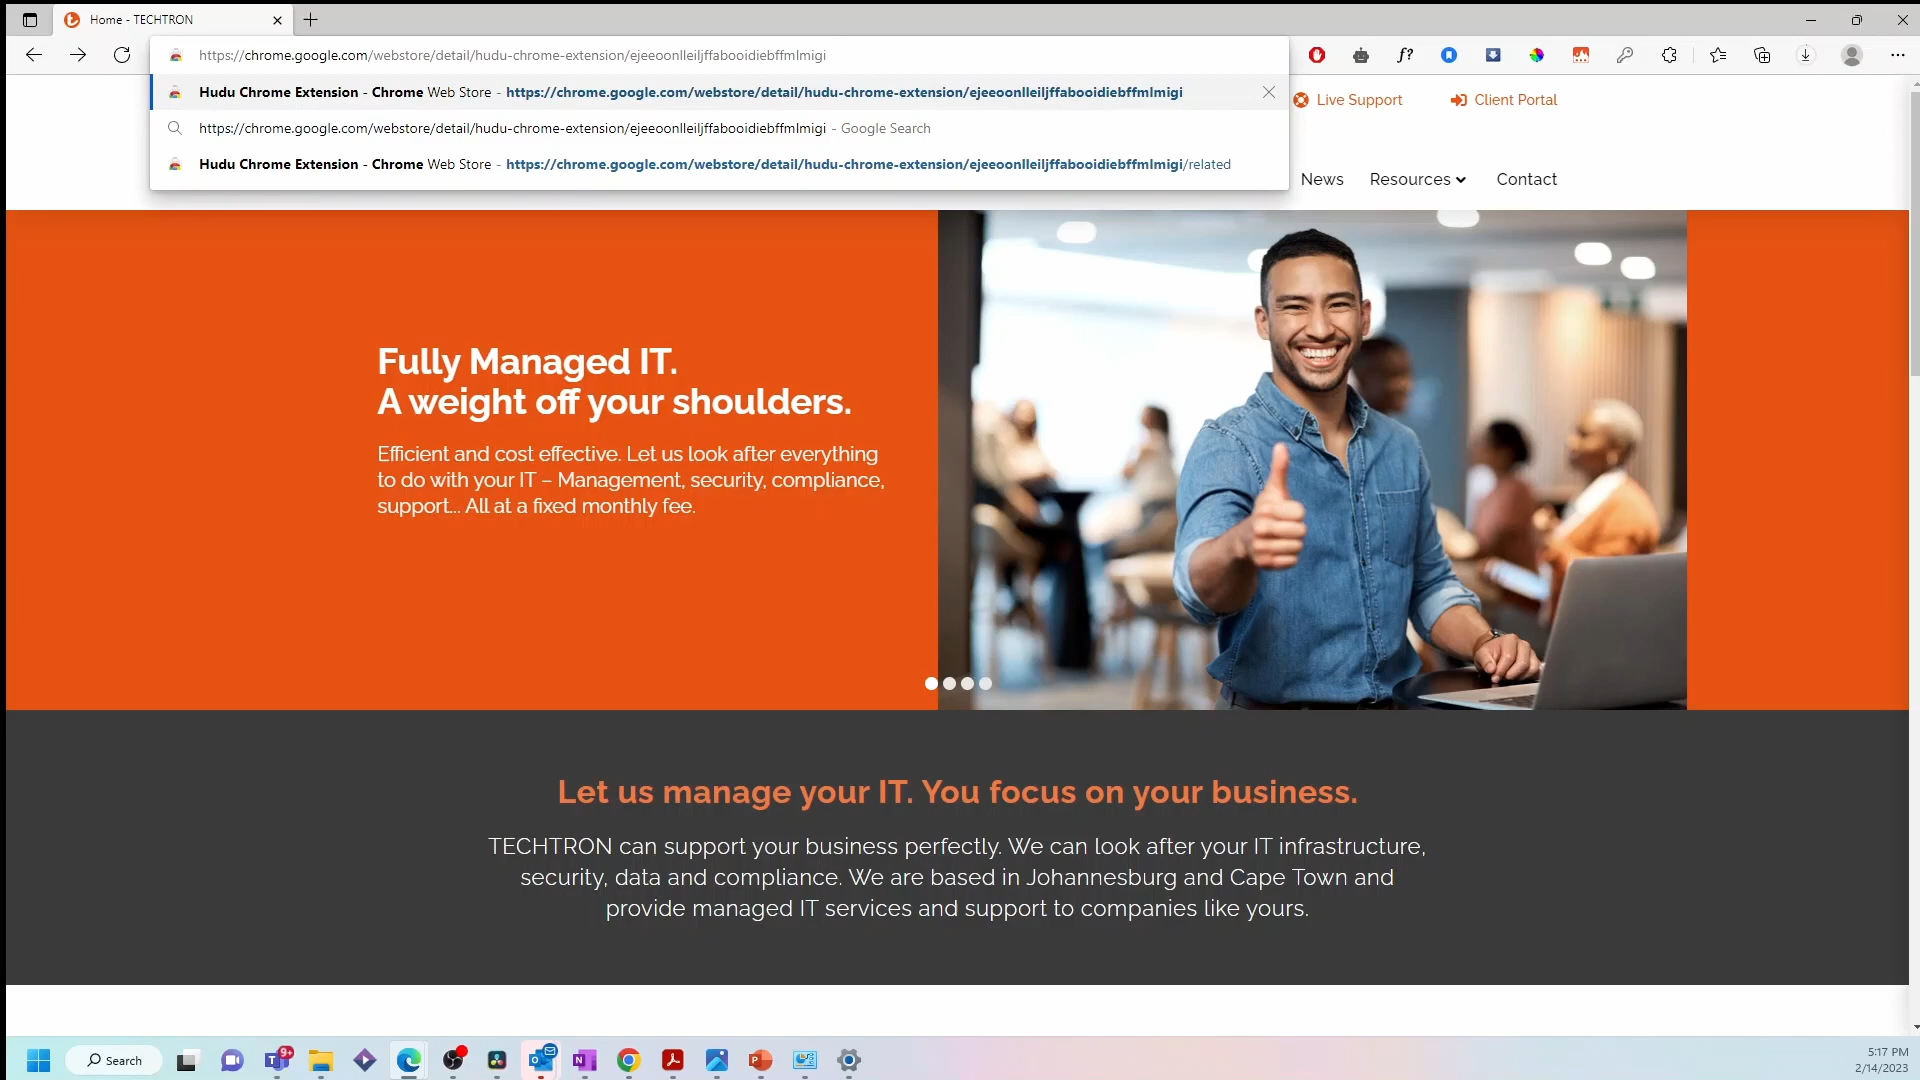 Home - TECHTRON
https://chrome.google.com/webstore/detail/hudu-chrome-extension/ejeeoonlleiljffabooidiebffmlmigi
Hudu Chrome Extension - Chrome Web Store - https://chrome.google.com/webstore/detail/hudu-chrome-extension/ejeeoonlleiljffabooidiebffmlmigi
https://chrome.google.com/webstore/detail/hudu-chrome-extension/ejeeoonlleiljffabooidiebffmlmigi - Google Search
Hudu Chrome Extension - Chrome Web Store - https://chrome.google.com/webstore/detail/hudu-chrome-extension/ejeeoonlleiljffabooidiebffmlmigi/related
f?
Live Support
Client Portal
News
Resources
Contact
Fully Managed IT.
A weight off your shoulders.
Efficient and cost effective. Let us look after everything
to do with your IT – Management, security, compliance,
support... All at a fixed monthly fee.
Let us manage your IT. You focus on your business.
TECHTRON can support your business perfectly. We can look after your IT infrastructure,
security, data and compliance. We are based in Johannesburg and Cape Town and
provide managed IT services and support to companies like yours.
Search
9+
5:17 PM
2/14/2023